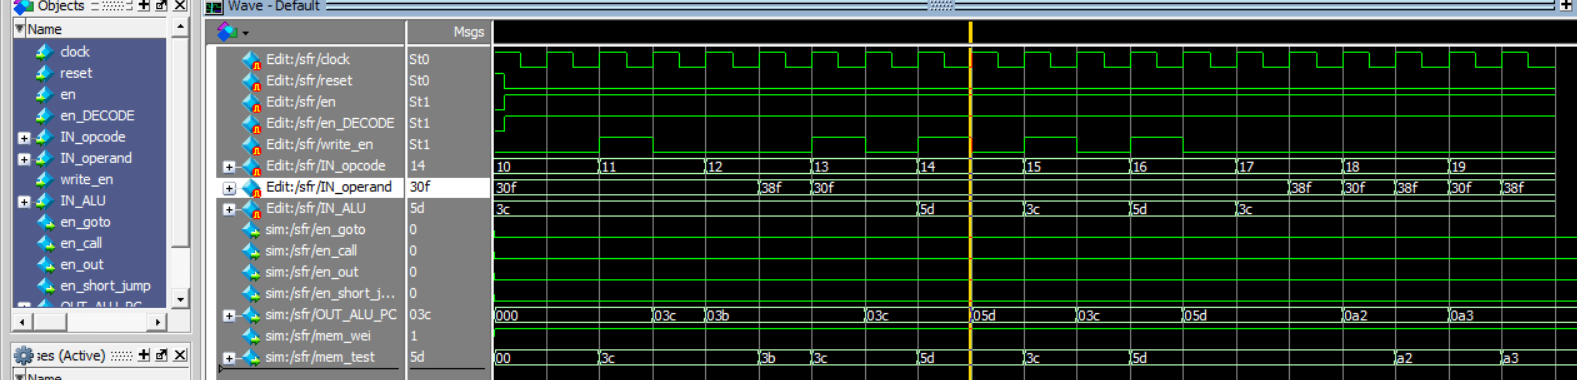 Objects
Name
clock
reset
en
en_DECODE
IN_opcode
IN_operand
write_en
IN_ALU
en_goto
en_call
en_out
en_short_jump
OUT_ALU_PC
ses (Active)
Name
Wave - Default
Msgs
Edit:/sfr/clock St0
Edit:/sfr/reset St0
Edit:/sfr/en St1
Edit:/sfr/en_DECODE St1
Edit:/sfr/write_en St1
Edit:/sfr/IN_opcode 14 10 11 12 13 14 15 16 17 18 19
Edit:/sfr/IN_operand 30f 30f 38f 30f 38f 30f 38f 30f 38f
Edit:/sfr/IN_ALU 5d 3c 5d 3c 5d 3c
sim:/sfr/en_goto 0
sim:/sfr/en_call 0
sim:/sfr/en_out 0
sim:/sfr/en_short_j... 0
sim:/sfr/OUT_ALU_PC 03c 000 03c 03b 03c 05d 03c 05d 0a2 0a3
sim:/sfr/mem_wei 1
sim:/sfr/mem_test 5d 00 3c 3b 3c 5d 3c 5d a2 a3